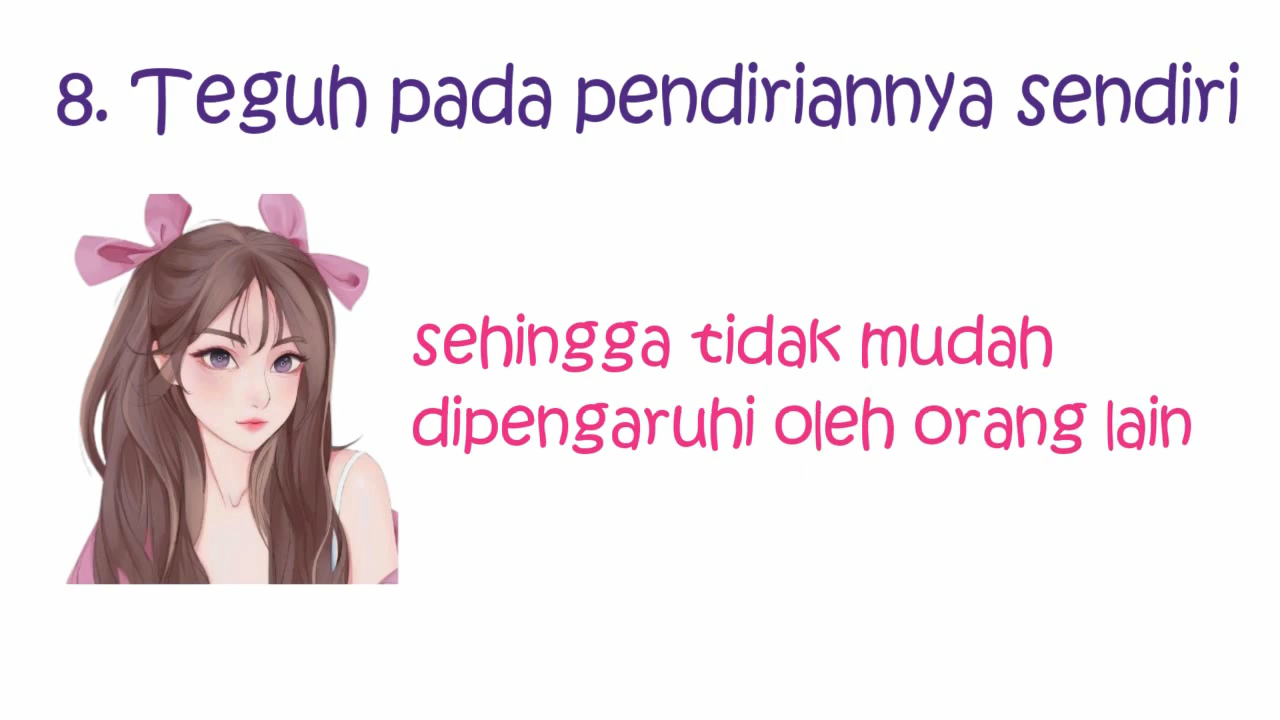 8. Teguh pada pendiriannya sendiri
sehingga tidak mudah
dipengaruhi oleh orang lain